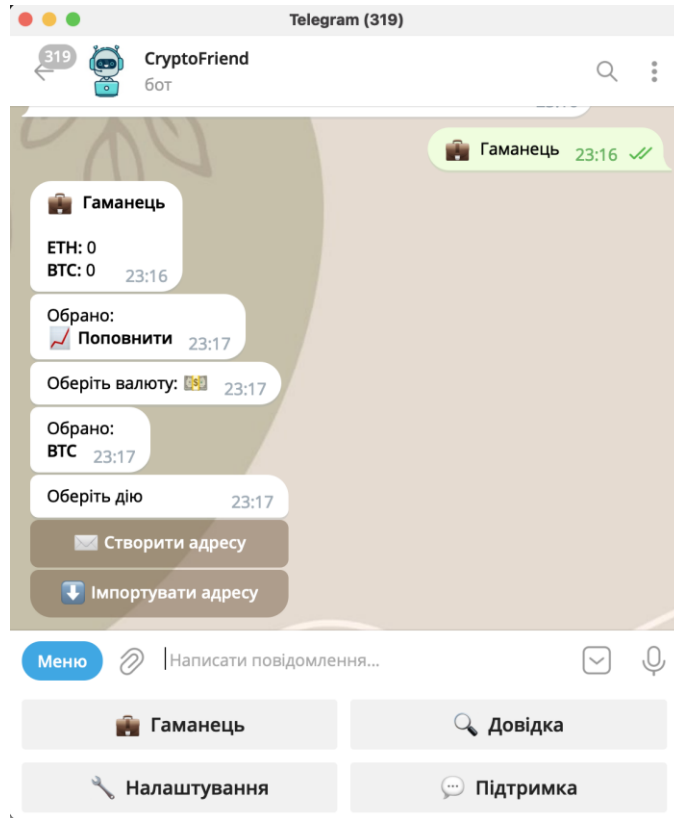 Telegram (319)
319
CryptoFriend
бот
Гаманець 23:16
Гаманець
ETH: 0
BTC: 0 23:16
Обрано:
Поповнити 23:17
Оберіть валюту: 23:17
Обрано:
BTC 23:17
Оберіть дію 23:17
Створити адресу
Імпортувати адресу
Меню
Написати повідомлення...
Гаманець
Довідка
Налаштування
Підтримка